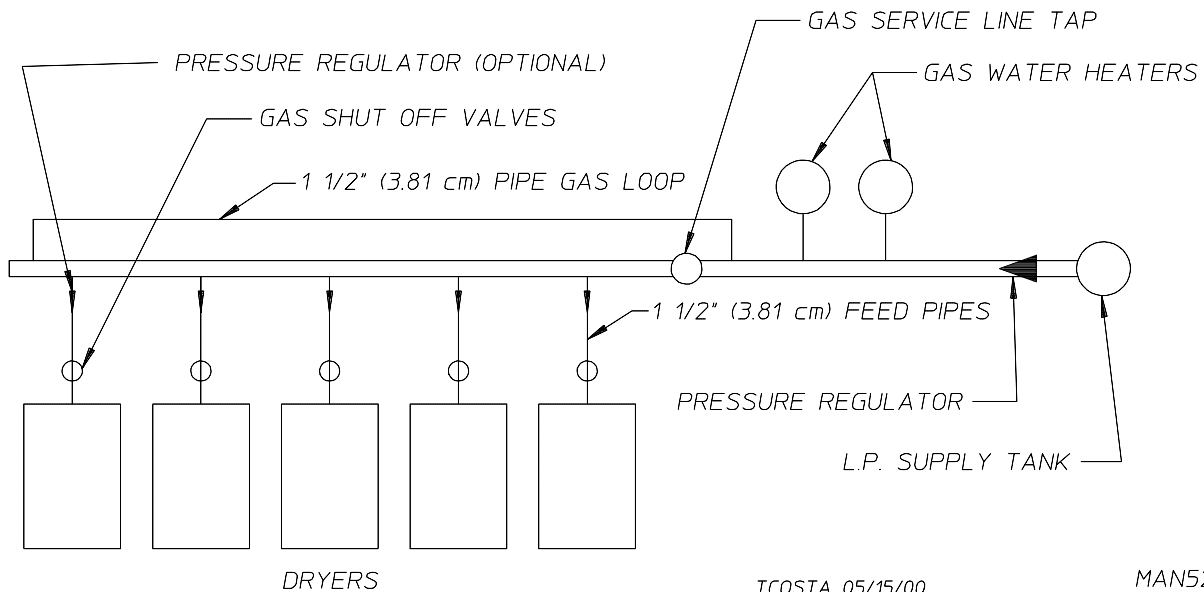 GAS SERVICE LINE TAP
PRESSURE REGULATOR (OPTIONAL)
GAS WATER HEATERS
GAS SHUT OFF VALVES
1 1/2" (3.81 cm) PIPE GAS LOOP
1 1/2" (3.81 cm) FEED PIPES
PRESSURE REGULATOR
L.P. SUPPLY TANK
DRYERS
TCOSTA 05/15/00
MAN52